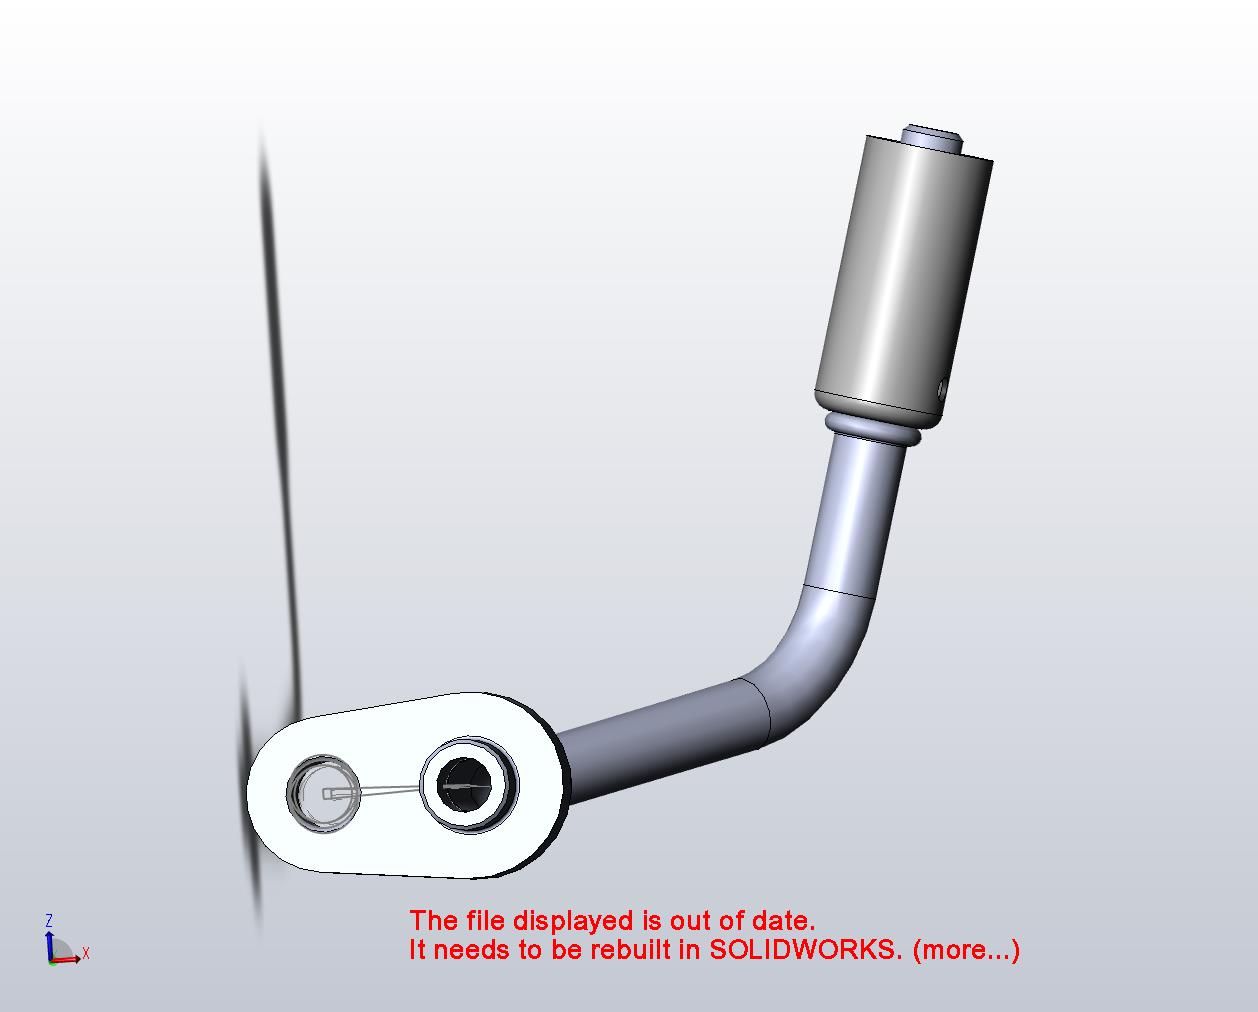 The file displayed is out of date.
It needs to be rebuilt in SOLIDWORKS. (more...)
Z
X